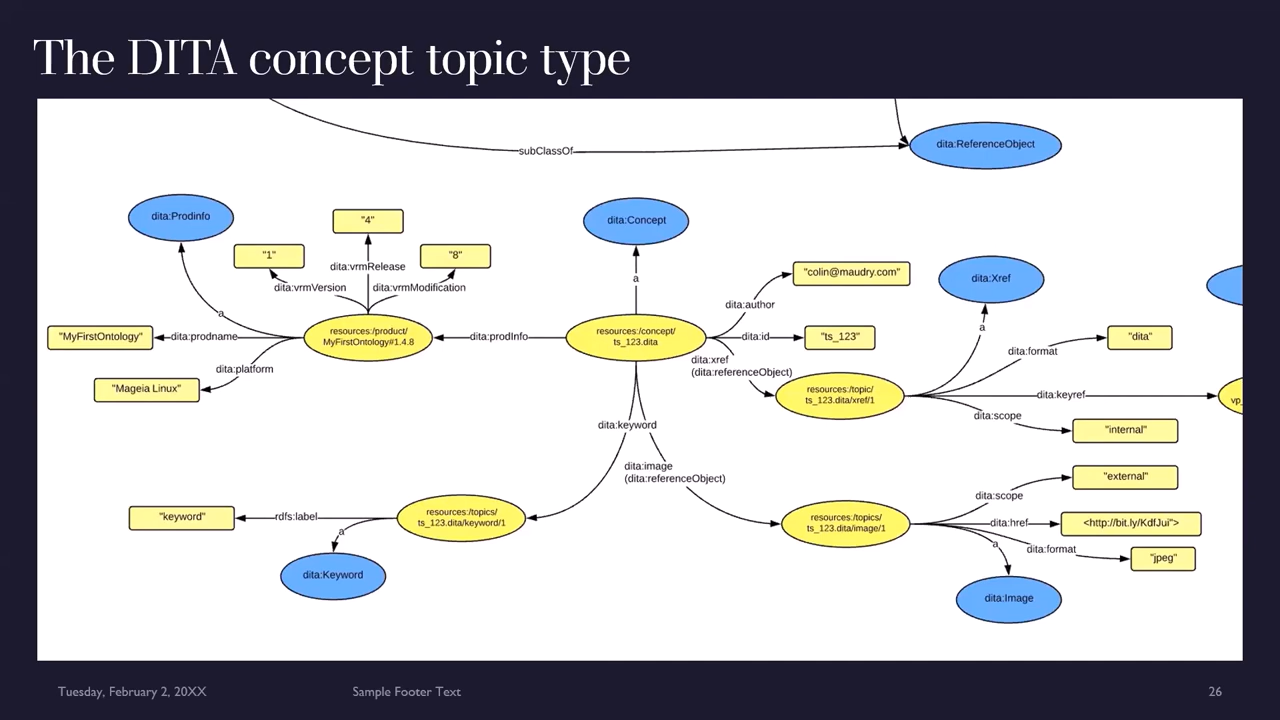 The DITA concept topic type
subClassOf
dita:ReferenceObject
dita:Prodinfo
"4"
dita:Concept
"1"
dita:vrmRelease
"8"
dita:vrmVersion
dita:vrmModification
a
a
"colin@maudry.com"
dita:Xref
dita:author
"MyFirstOntology"
dita:prodname
resources:/product/
MyFirstOntology#1.4.8
dita:prodInfo
resources:/concept/
ts_123.dita
dita:id
"ts_123"
a
dita:format
"dita"
dita:platform
"Mageia Linux"
dita:xref
(dita:referenceObject)
resources:/topic/
ts_123.dita/xref/1
dita:keyref
vp_
dita:scope
"internal"
dita:keyword
dita:image
(dita:referenceObject)
"external"
dita:scope
"keyword"
rdfs:label
resources:/topics/
ts_123.dita/keyword/1
a
dita:Keyword
resources:/topics/
ts_123.dita/image/1
dita:href
<http://bit.ly/KdfJui">
a
dita:format
"jpeg"
dita:Image
Tuesday, February 2, 20XX
Sample Footer Text
26